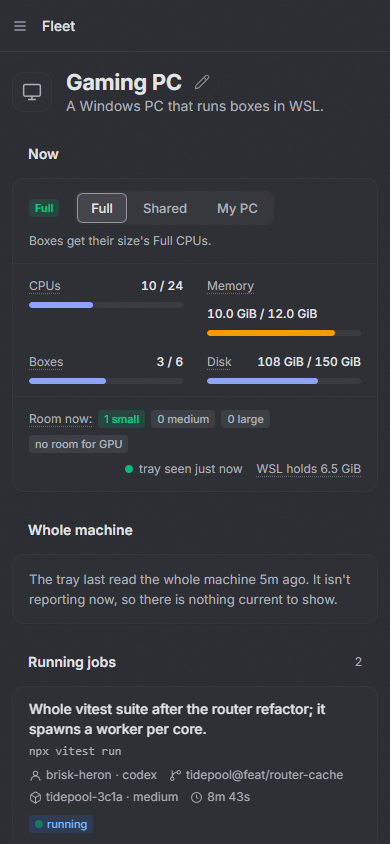 Fleet
Gaming PC
A Windows PC that runs boxes in WSL.
Now
Full
Full Shared My PC
Boxes get their size's Full CPUs.
CPUs 10 / 24
Memory
10.0 GiB / 12.0 GiB
Boxes 3 / 6
Disk 108 GiB / 150 GiB
Room now: 1 small 0 medium 0 large
no room for GPU
tray seen just now WSL holds 6.5 GiB
Whole machine
The tray last read the whole machine 5m ago. It isn't
reporting now, so there is nothing current to show.
Running jobs 2
Whole vitest suite after the router refactor; it
spawns a worker per core.
npx vitest run
brisk-heron · codex tidepool@feat/router-cache
tidepool-3c1a · medium 8m 43s
running